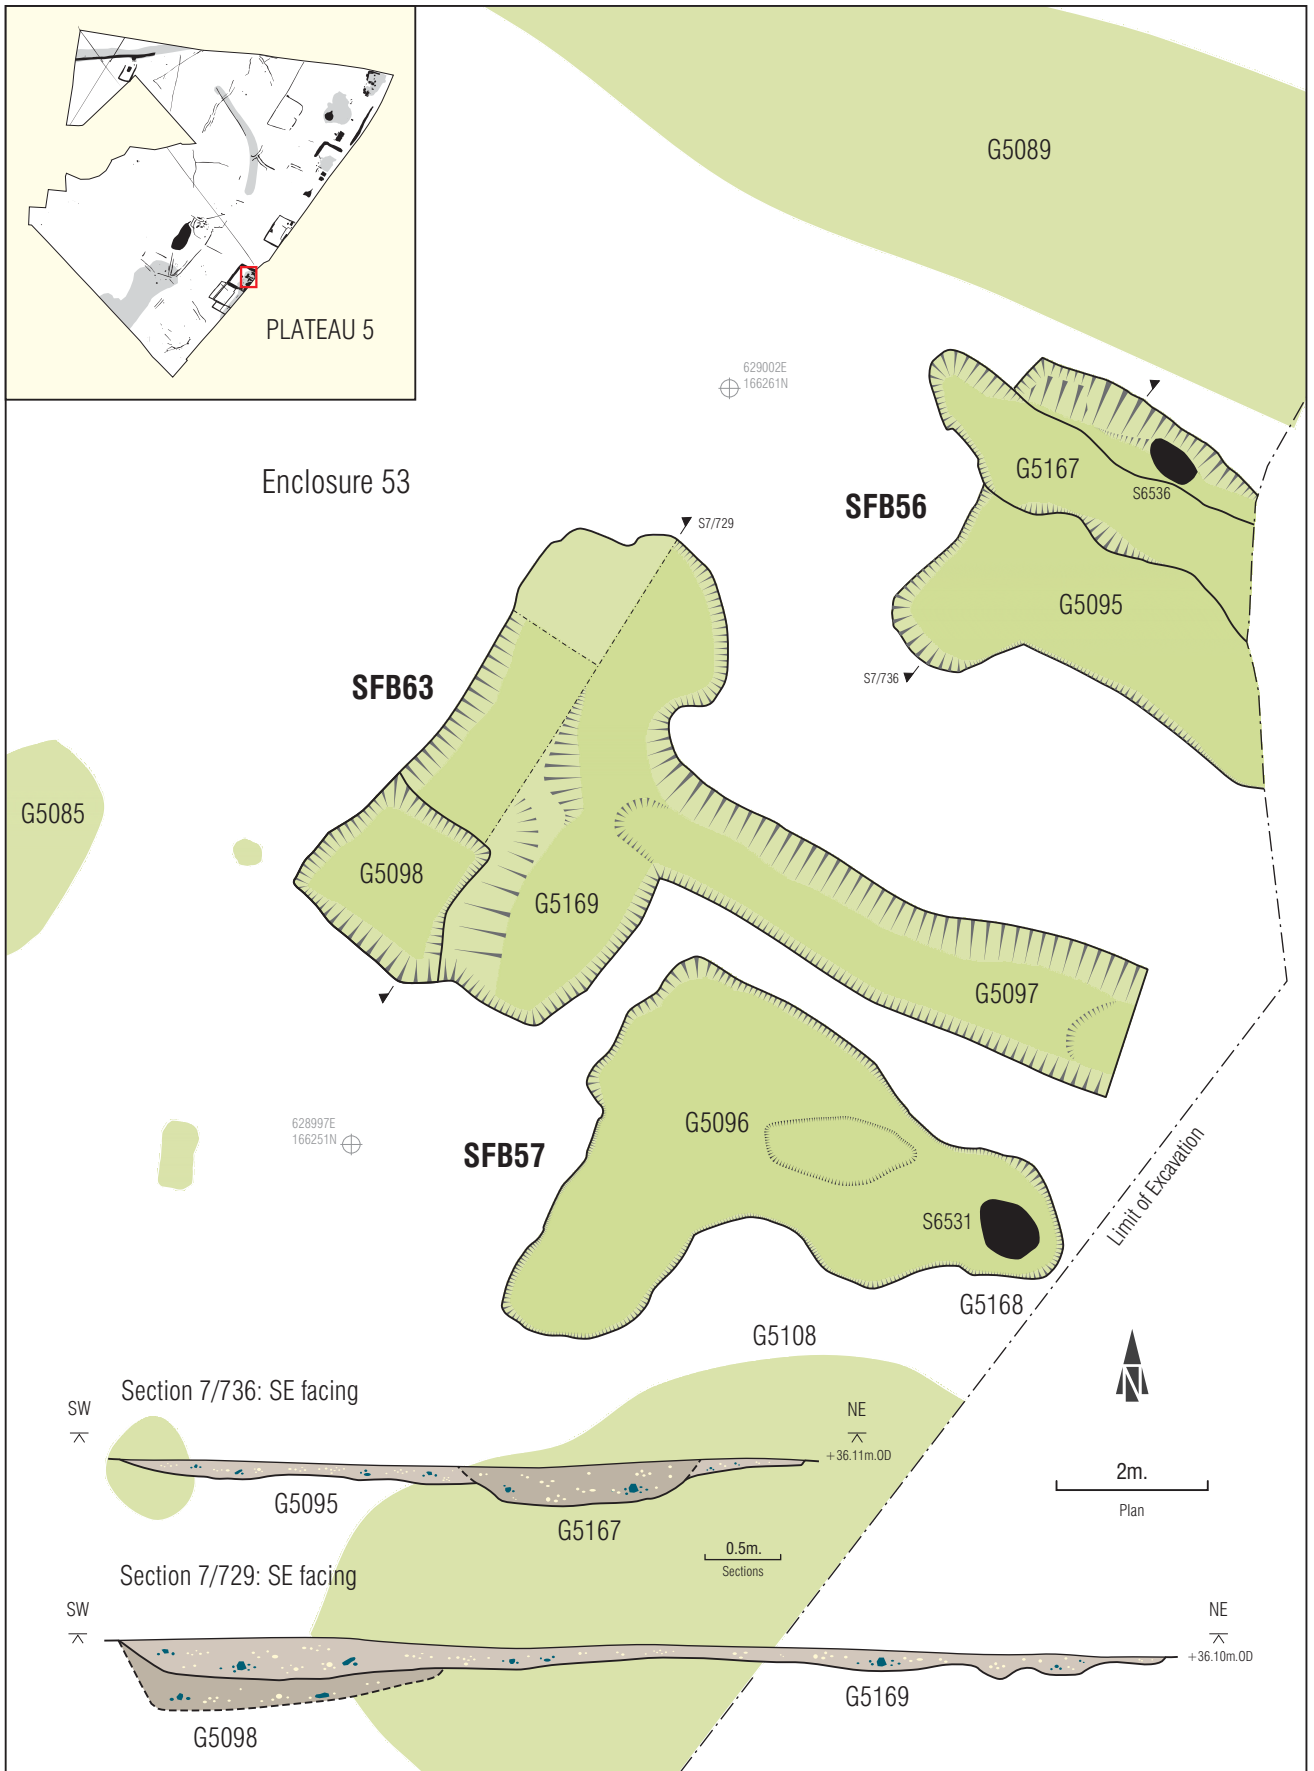 PLATEAU 5
G5089
629002E
166261N
Enclosure 53
G5167
S6536
SFB56
S7/729
G5095
S7/736
SFB63
G5085
G5098
G5169
G5097
G5096
628997E
166251N
SFB57
S6531
Limit of Excavation
G5168
G5108
N
Section 7/736: SE facing
SW
NE
+36.11m.OD
G5095
G5167
2m.
Plan
0.5m.
Sections
Section 7/729: SE facing
SW
NE
+36.10m.OD
G5169
G5098